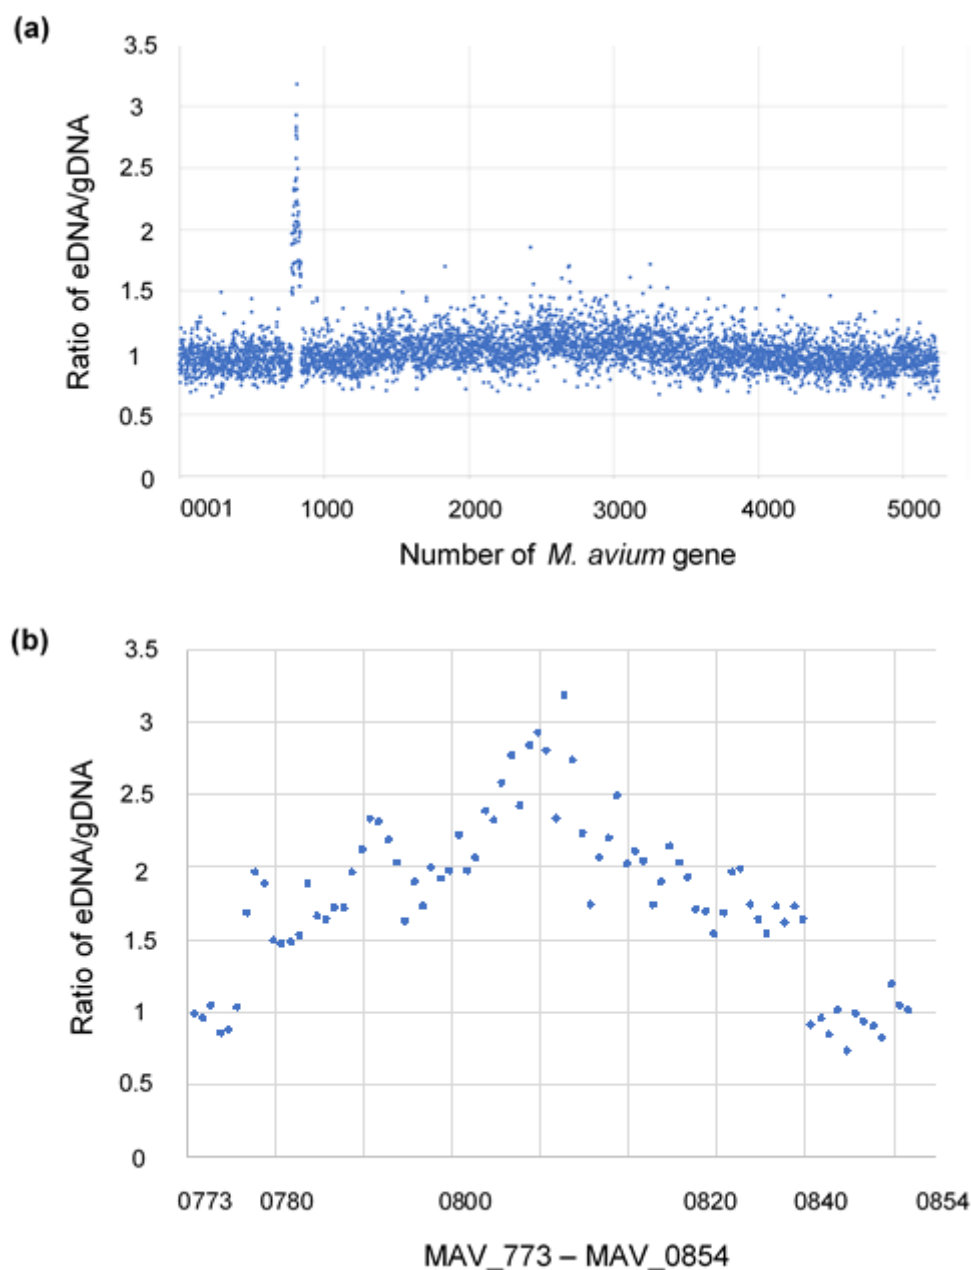 (a)
3.5
3
2.5
2
1.5
1
0.5
0
Ratio of eDNA/gDNA
0001 1000 2000 3000 4000 5000
Number of M. avium gene
(b)
3.5
3
2.5
2
1.5
1
0.5
0
Ratio of eDNA/gDNA
0773 0780 0800 0820 0840 0854
MAV_773 – MAV_0854